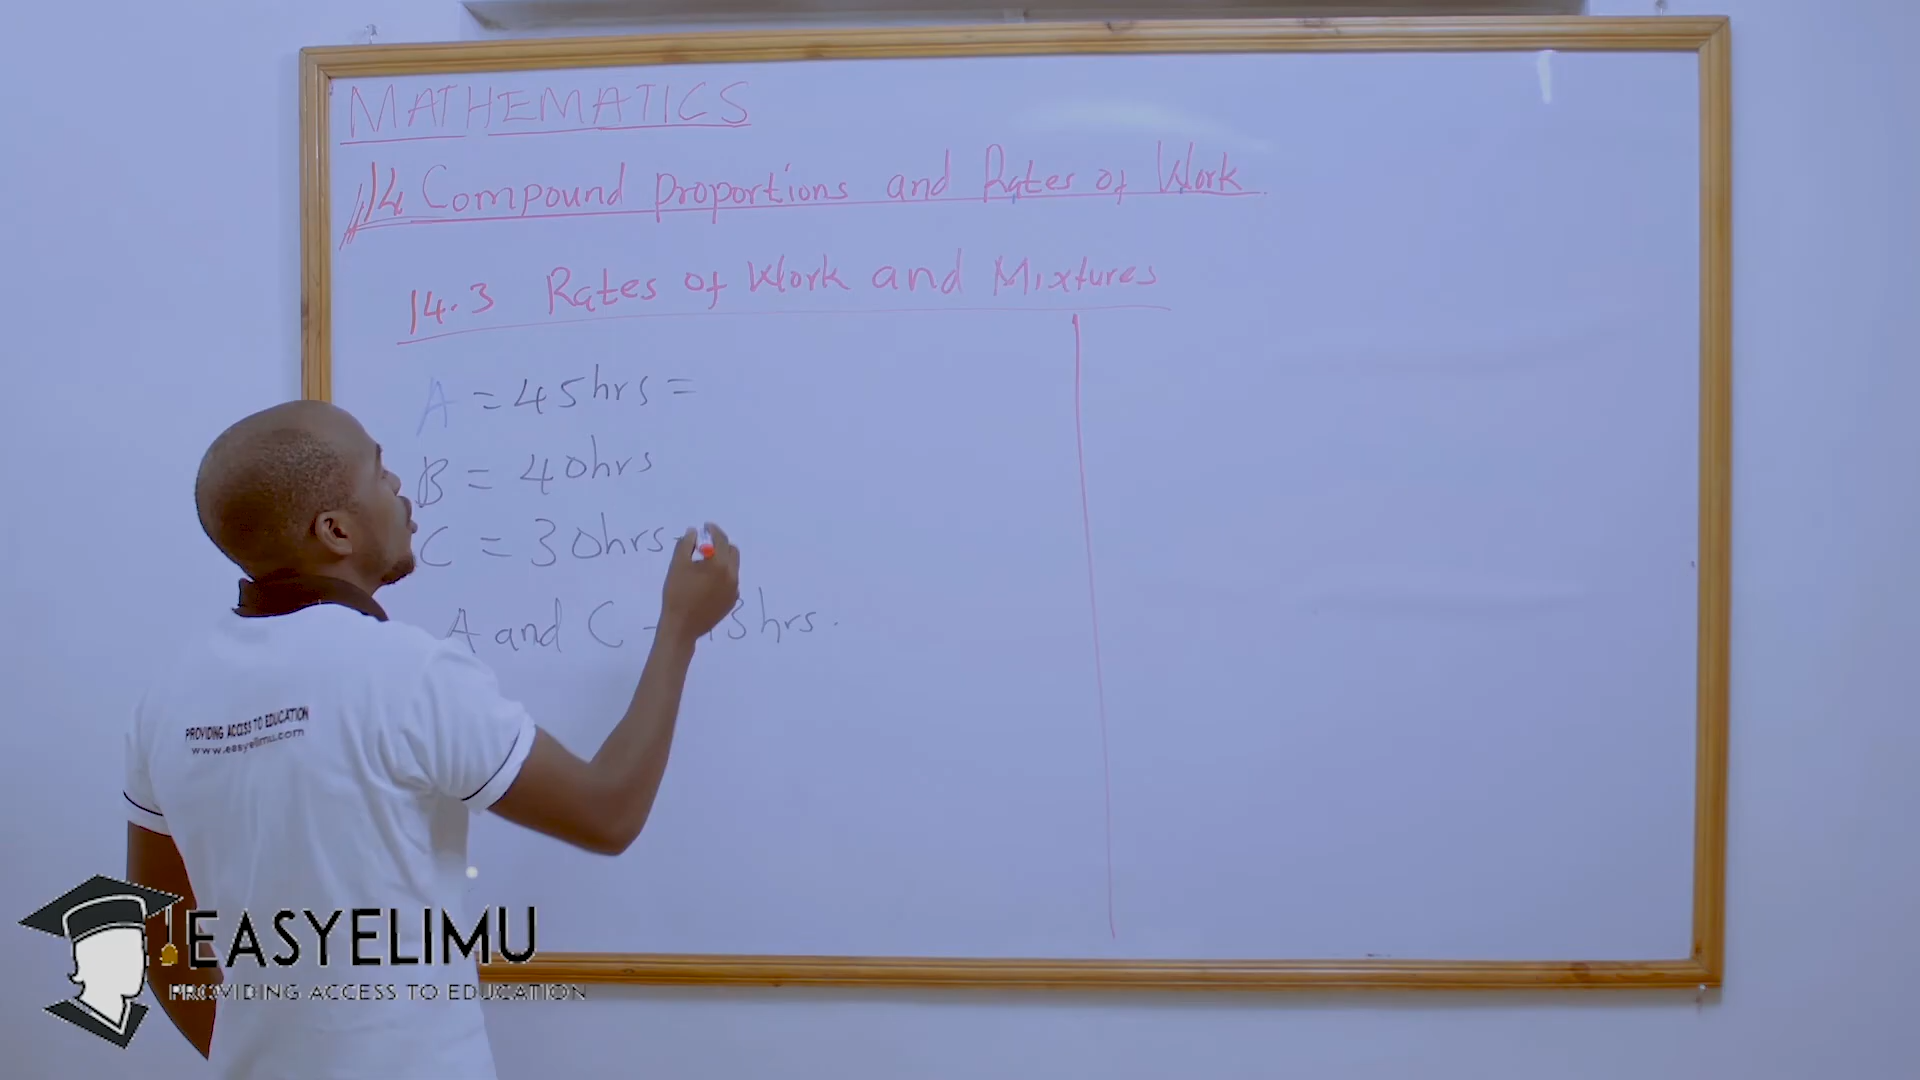 MATHEMATICS
14 Compound proportions and Rates of Work.
14.3 Rates of Work and Mixtures
A = 45hrs =
B = 40hrs
C = 30hrs
A and C - 3hrs.
PROVIDING ACCESS TO EDUCATION
www.easyelimu.com
EASYELIMU
PROVIDING ACCESS TO EDUCATION